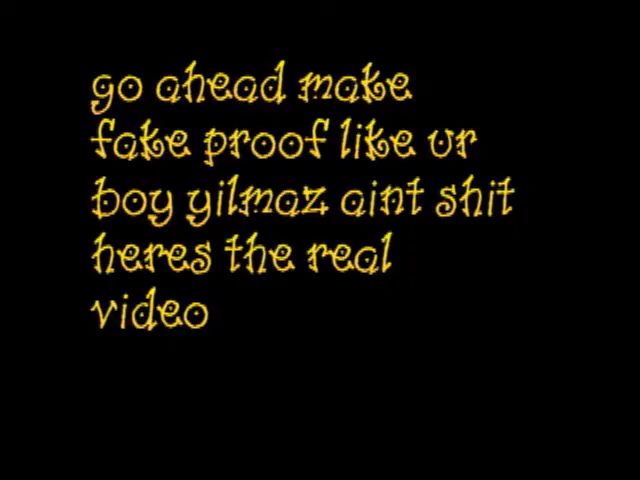 go ahead make
fake proof like ur
boy yilmaz aint shit
heres the real
video